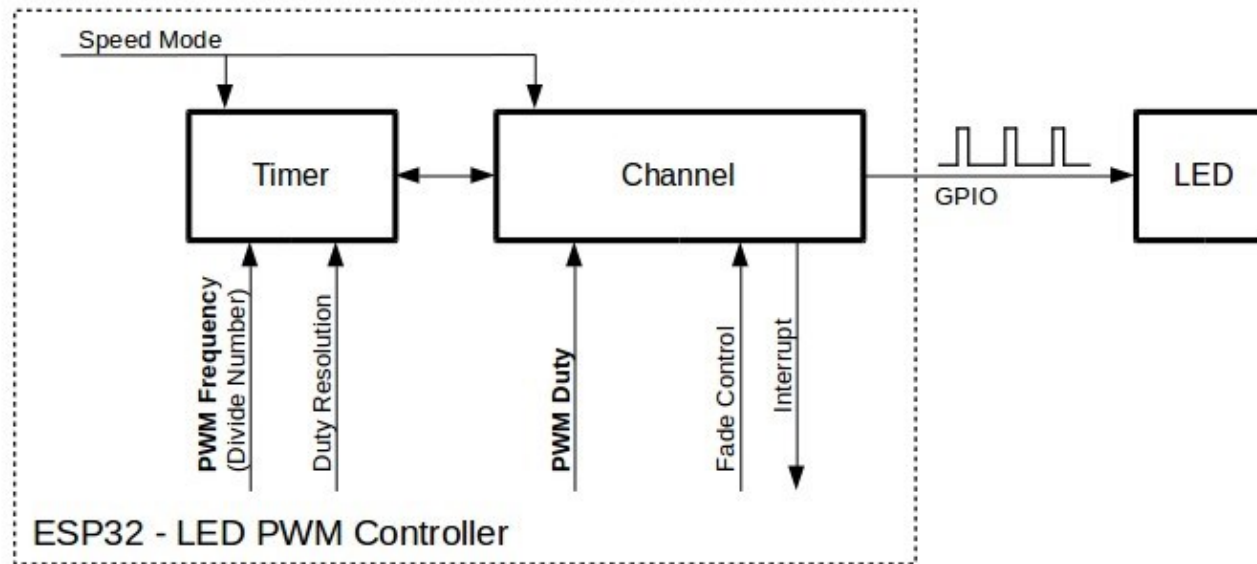 Speed Mode
Timer
Channel
GPIO
LED
PWM Frequency
(Divide Number)
Duty Resolution
PWM Duty
Fade Control
Interrupt
ESP32 - LED PWM Controller